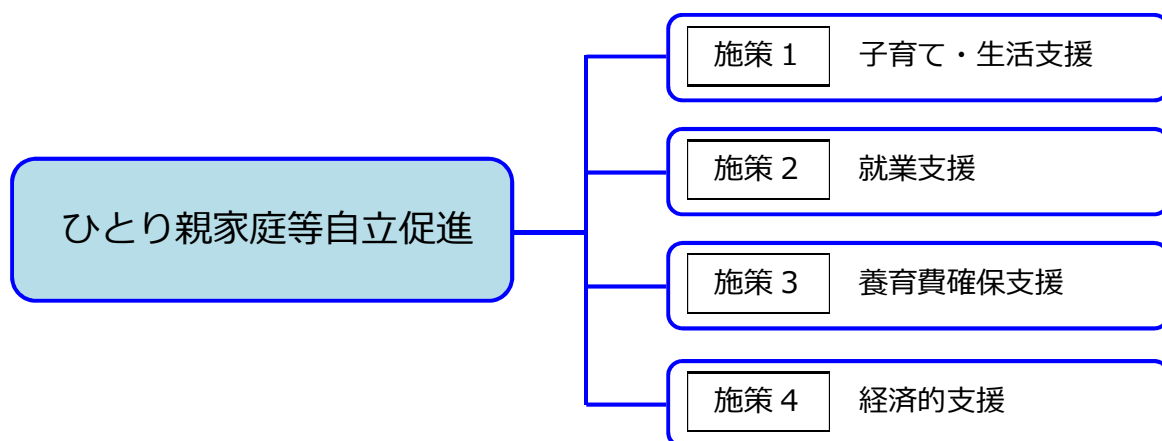 ひとり親家庭等自立促進
施策１ 子育て・生活支援
施策２ 就業支援
施策３ 養育費確保支援
施策４ 経済的支援